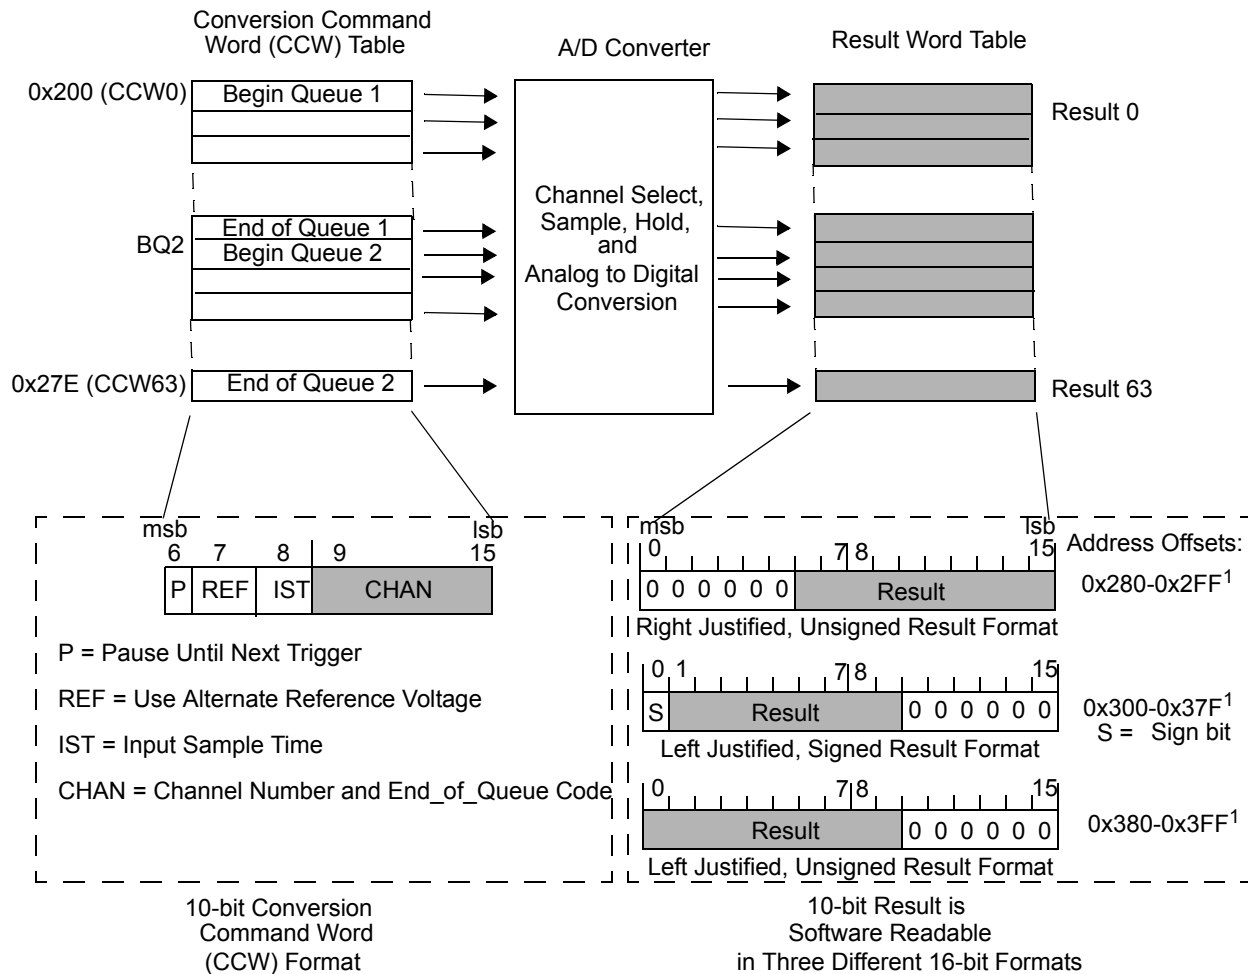 Conversion Command
Word (CCW) Table
A/D Converter
Result Word Table
0x200 (CCW0)
Begin Queue 1
Result 0
Channel Select,
Sample, Hold,
and
Analog to Digital
Conversion
End of Queue 1
BQ2
Begin Queue 2
0x27E (CCW63)
End of Queue 2
Result 63
msb
lsb
6 7 8 9 15
P REF IST CHAN
P = Pause Until Next Trigger
REF = Use Alternate Reference Voltage
IST = Input Sample Time
CHAN = Channel Number and End_of_Queue Code
10-bit Conversion
Command Word
(CCW) Format
msb
lsb
0 7 8 15
Address Offsets:
0 0 0 0 0 0 Result
0x280-0x2FF1
Right Justified, Unsigned Result Format
0 1 7 8 15
S Result 0 0 0 0 0 0
0x300-0x37F1
S = Sign bit
Left Justified, Signed Result Format
0 7 8 15
Result 0 0 0 0 0 0
0x380-0x3FF1
Left Justified, Unsigned Result Format
10-bit Result is
Software Readable
in Three Different 16-bit Formats